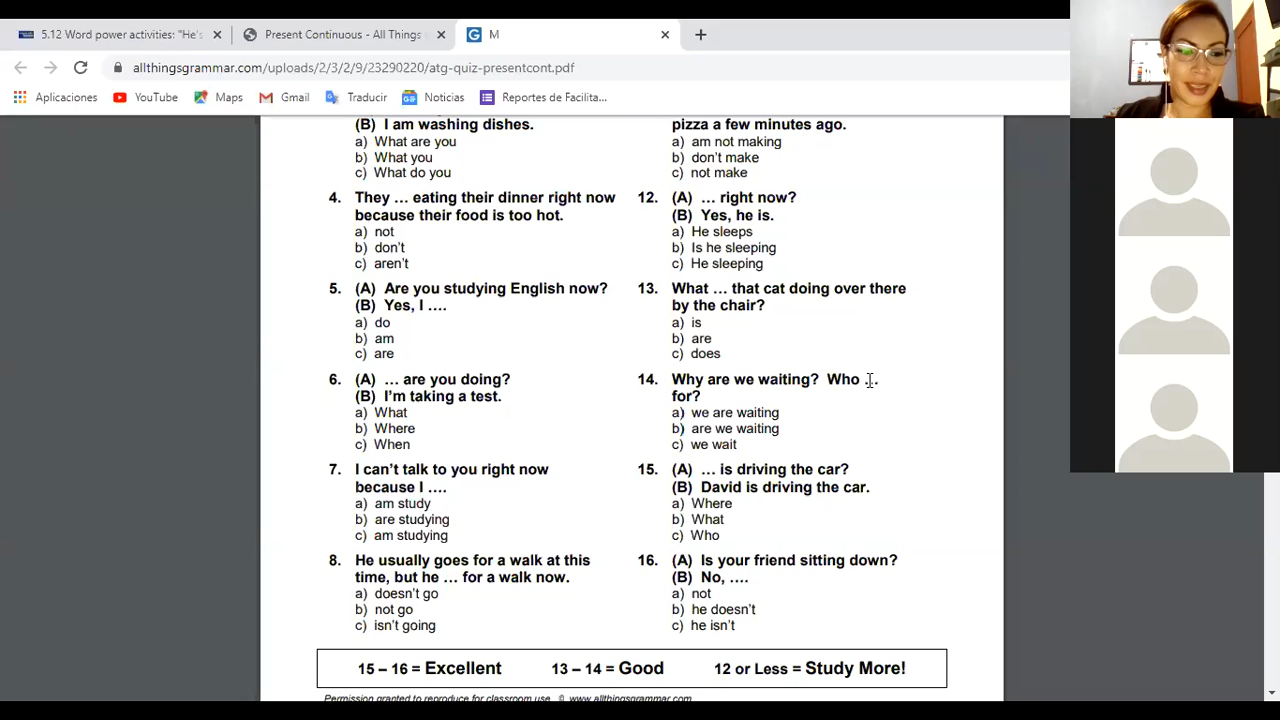 5.12 Word power activities: "He's
Present Continuous - All Things
M
allthingsgrammar.com/uploads/2/3/2/9/23290220/atg-quiz-presentcont.pdf
Aplicaciones
YouTube
Maps
Gmail
Traducir
Noticias
Reportes de Facilita...
(B) I am washing dishes.
a) What are you
b) What you
c) What do you
4. They … eating their dinner right now
because their food is too hot.
a) not
b) don't
c) aren't
5. (A) Are you studying English now?
(B) Yes, I ….
a) do
b) am
c) are
6. (A) … are you doing?
(B) I'm taking a test.
a) What
b) Where
c) When
7. I can't talk to you right now
because I ….
a) am study
b) are studying
c) am studying
8. He usually goes for a walk at this
time, but he … for a walk now.
a) doesn't go
b) not go
c) isn't going
pizza a few minutes ago.
a) am not making
b) don't make
c) not make
12. (A) … right now?
(B) Yes, he is.
a) He sleeps
b) Is he sleeping
c) He sleeping
13. What … that cat doing over there
by the chair?
a) is
b) are
c) does
14. Why are we waiting? Who …
for?
a) we are waiting
b) are we waiting
c) we wait
15. (A) … is driving the car?
(B) David is driving the car.
a) Where
b) What
c) Who
16. (A) Is your friend sitting down?
(B) No, ….
a) not
b) he doesn't
c) he isn't
15 – 16 = Excellent 13 – 14 = Good 12 or Less = Study More!
Permission granted to reproduce for classroom use. © www.allthingsgrammar.com